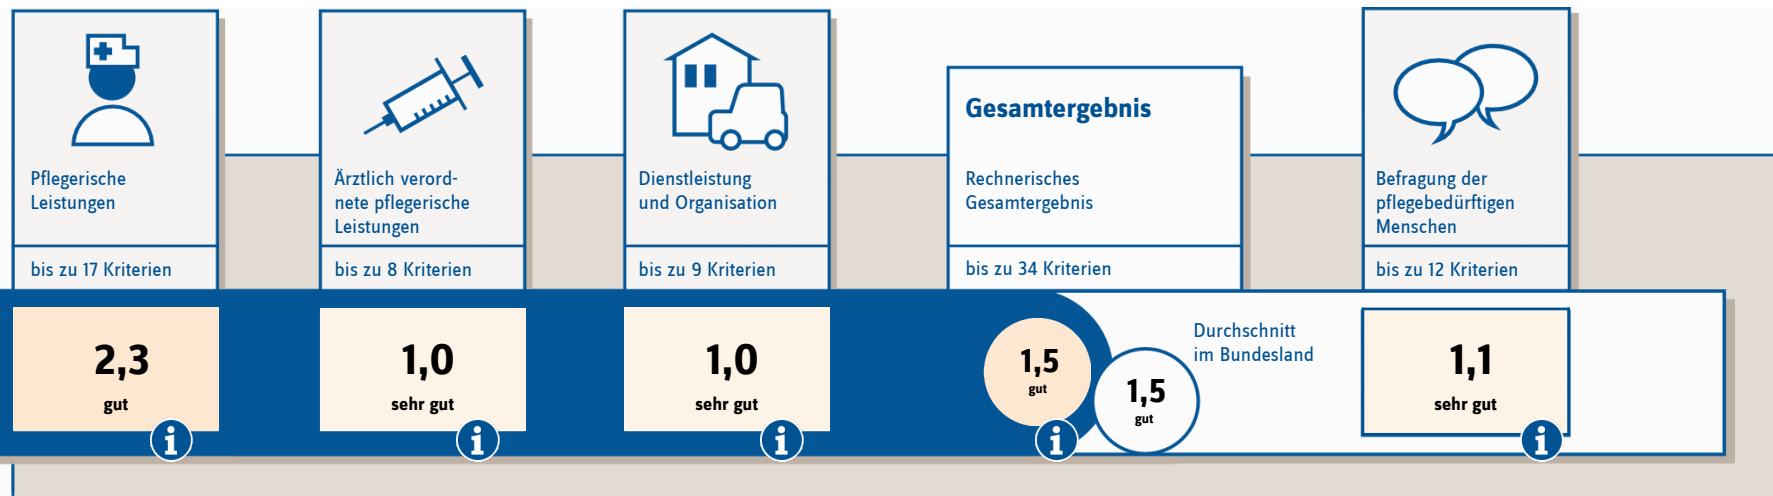 Pflegerische
Leistungen
bis zu 17 Kriterien
2,3
gut
i
Ärztlich verord-
nete pflegerische
Leistungen
bis zu 8 Kriterien
1,0
sehr gut
i
Dienstleistung
und Organisation
bis zu 9 Kriterien
1,0
sehr gut
i
Gesamtergebnis
Rechnerisches
Gesamtergebnis
bis zu 34 Kriterien
1,5
gut
i
Durchschnitt
im Bundesland
1,5
gut
Befragung der
pflegebedürftigen
Menschen
bis zu 12 Kriterien
1,1
sehr gut
i